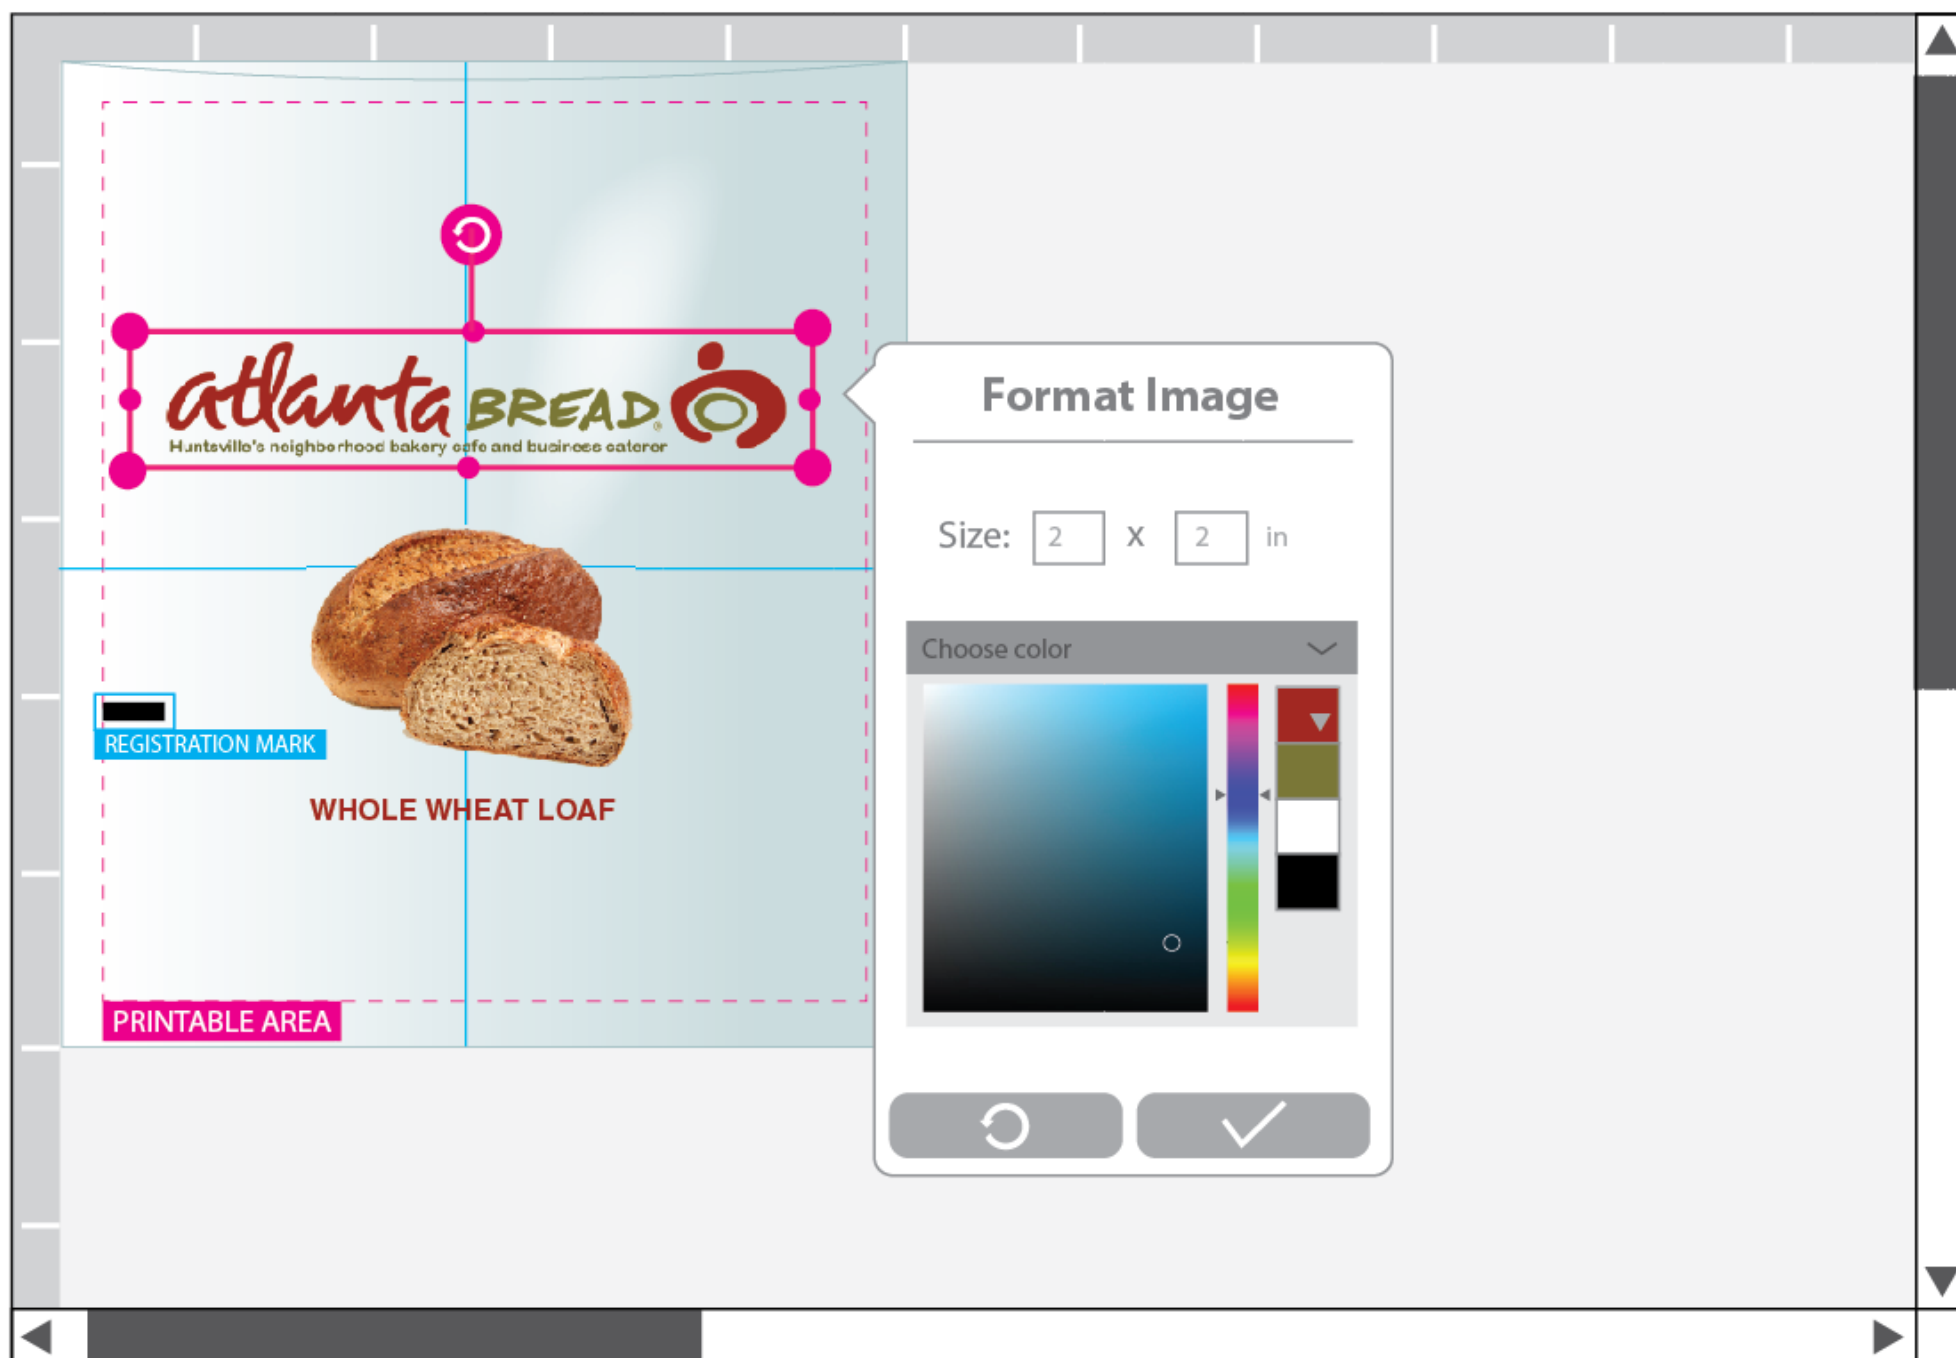 atlanta BREAD®
Huntsville's neighborhood bakery cafe and business caterer
Format Image
Size: 2 x 2 in
Choose color
REGISTRATION MARK
WHOLE WHEAT LOAF
PRINTABLE AREA